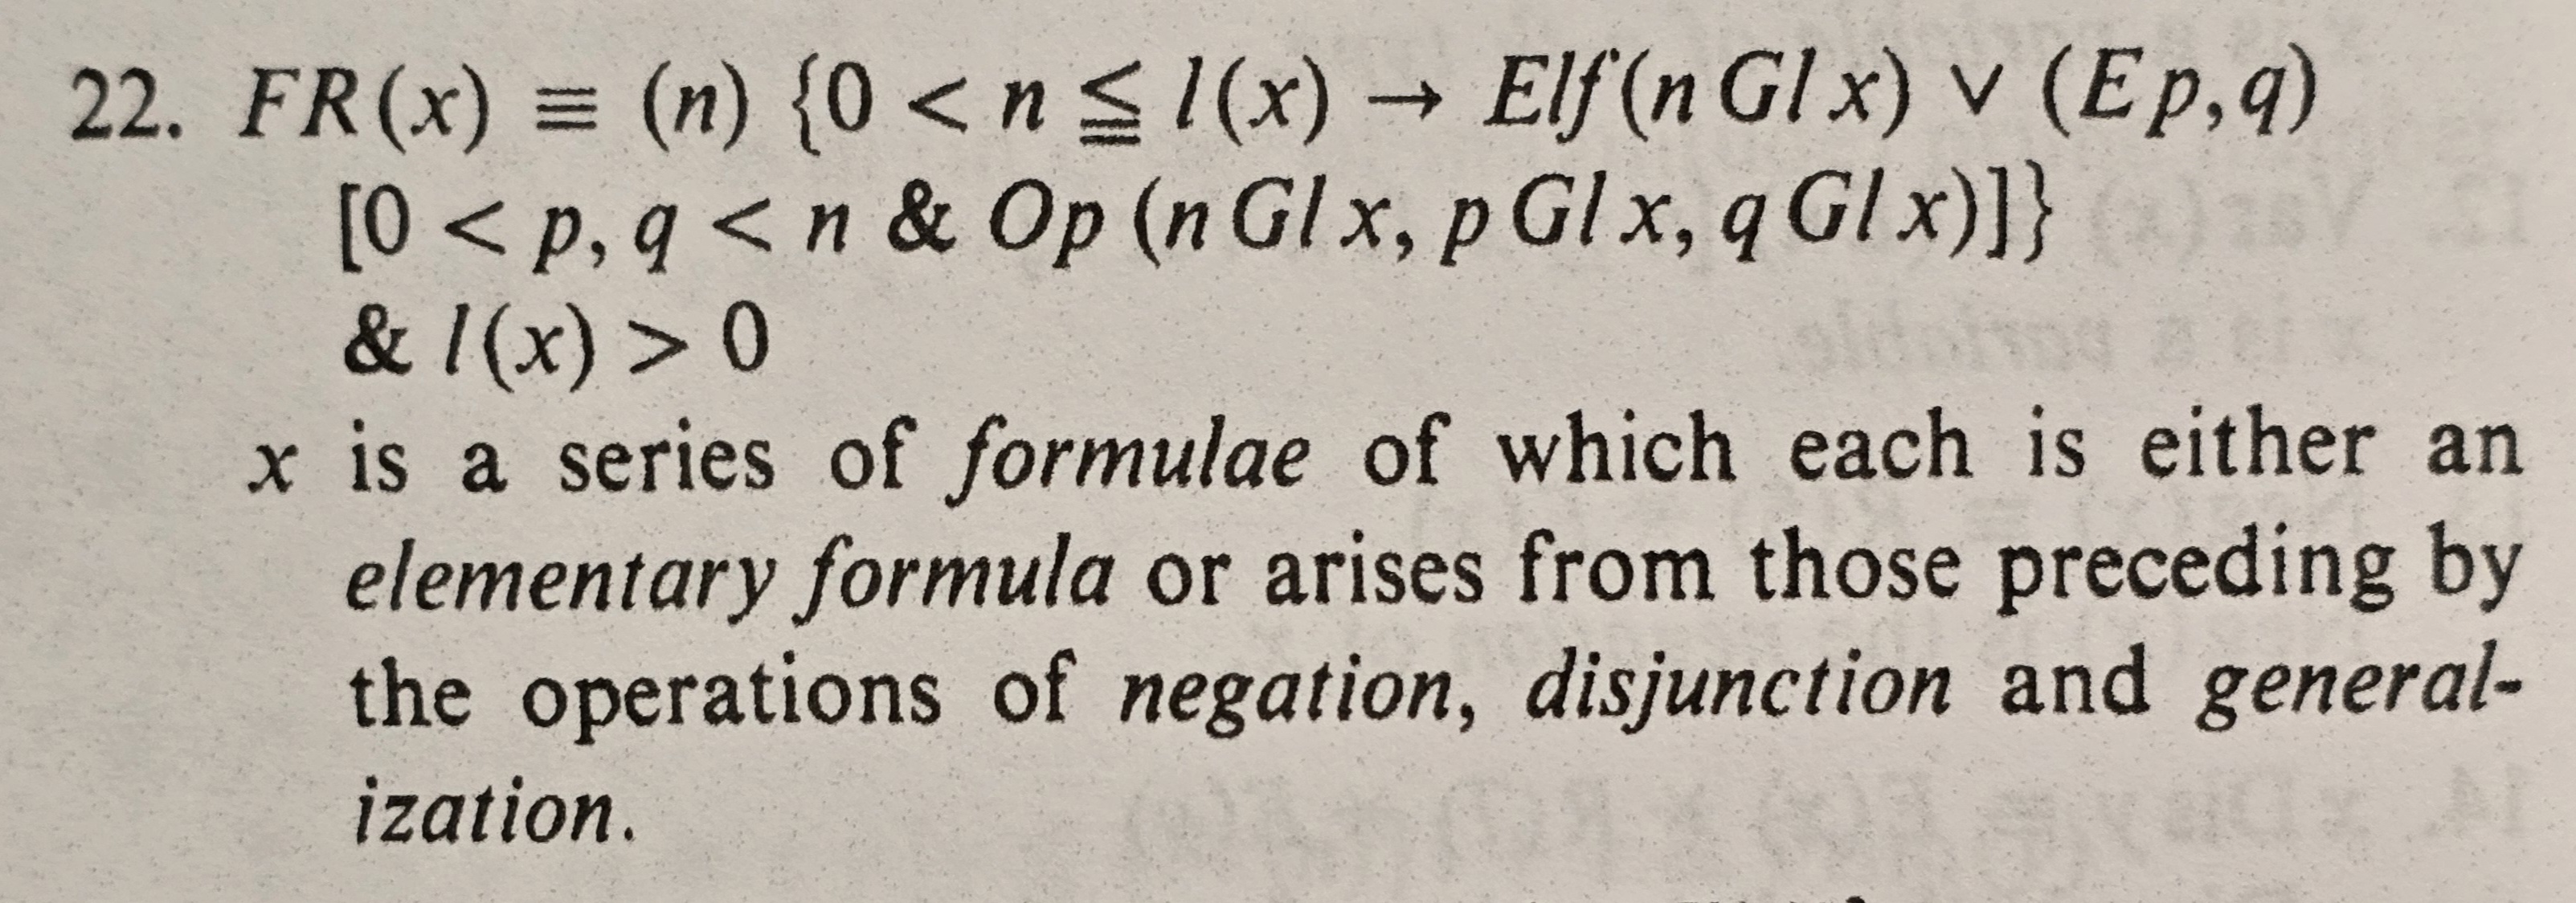 22. FR(x) ≡ (n) {0 < n ≦ l(x) → Elf(n Gl x) ∨ (Ep,q)
[0 < p, q < n & Op (n Gl x, p Gl x, q Gl x)]}
& l(x) > 0
x is a series of formulae of which each is either an
elementary formula or arises from those preceding by
the operations of negation, disjunction and general-
ization.